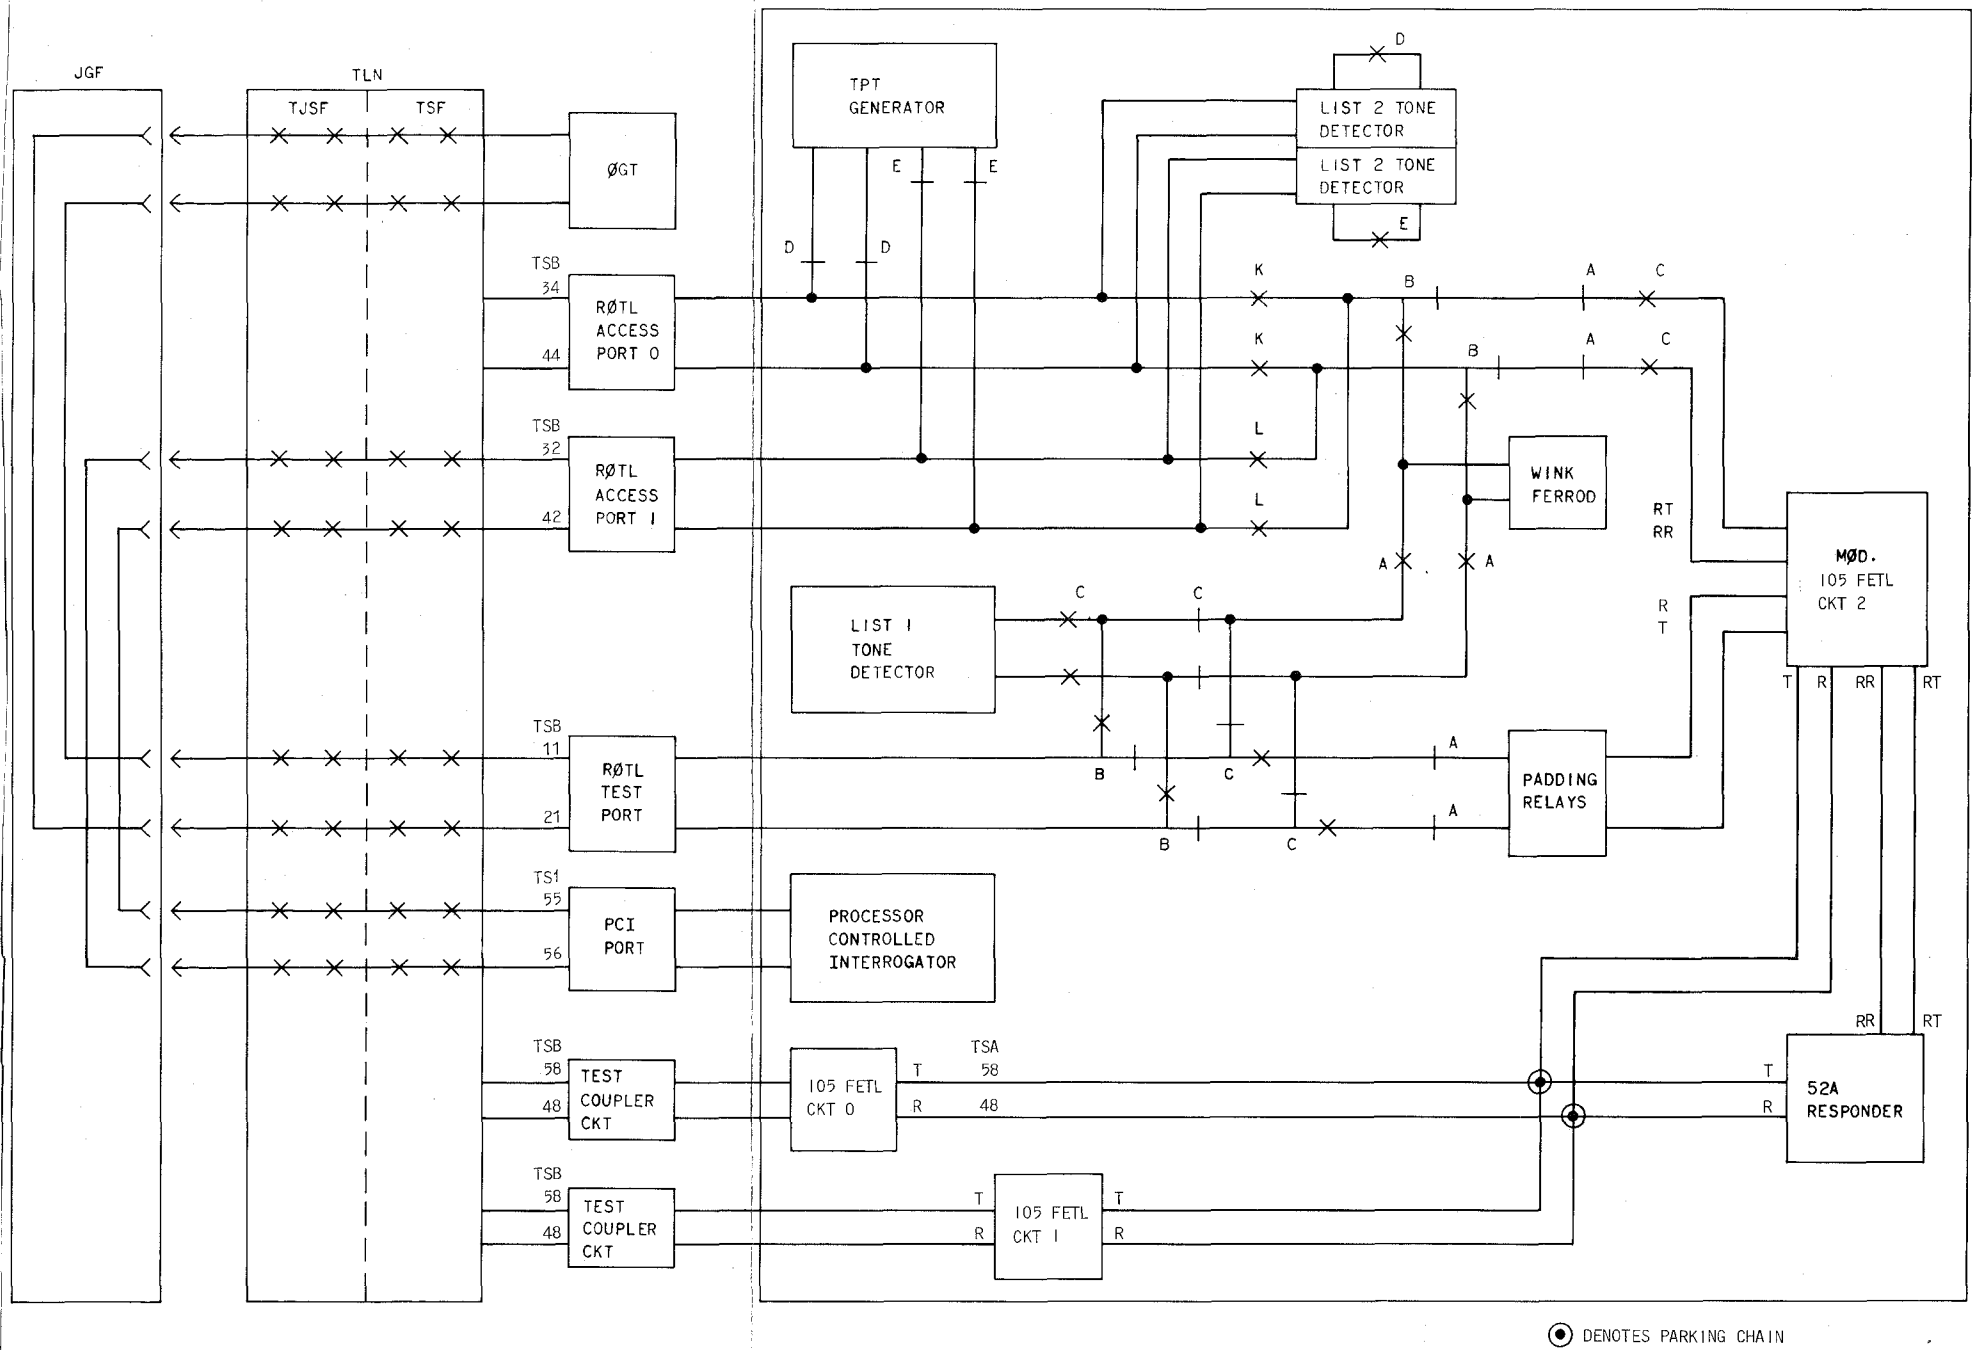 JGF
TLN
TJSF
TSF
ØGT
TSB
34
44
RØTL
ACCESS
PORT 0
TSB
32
42
RØTL
ACCESS
PORT 1
TSB
11
21
RØTL
TEST
PORT
TS1
55
56
PCI
PORT
TSB
58
48
TEST
COUPLER
CKT
TSB
58
48
TEST
COUPLER
CKT
TPT
GENERATOR
D
D
E
E
D
LIST 2 TONE
DETECTOR
LIST 2 TONE
DETECTOR
E
K
K
L
L
B
A
C
B
A
C
WINK
FERROD
A
A
RT
RR
R
T
MØD.
105 FETL
CKT 2
T
R
RR
RT
LIST 1
TONE
DETECTOR
C
C
B
C
A
B
C
A
PADDING
RELAYS
PROCESSOR
CONTROLLED
INTERROGATOR
105 FETL
CKT 0
T
R
TSA
58
48
RR
RT
T
R
52A
RESPONDER
T
R
105 FETL
CKT 1
T
R
DENOTES PARKING CHAIN